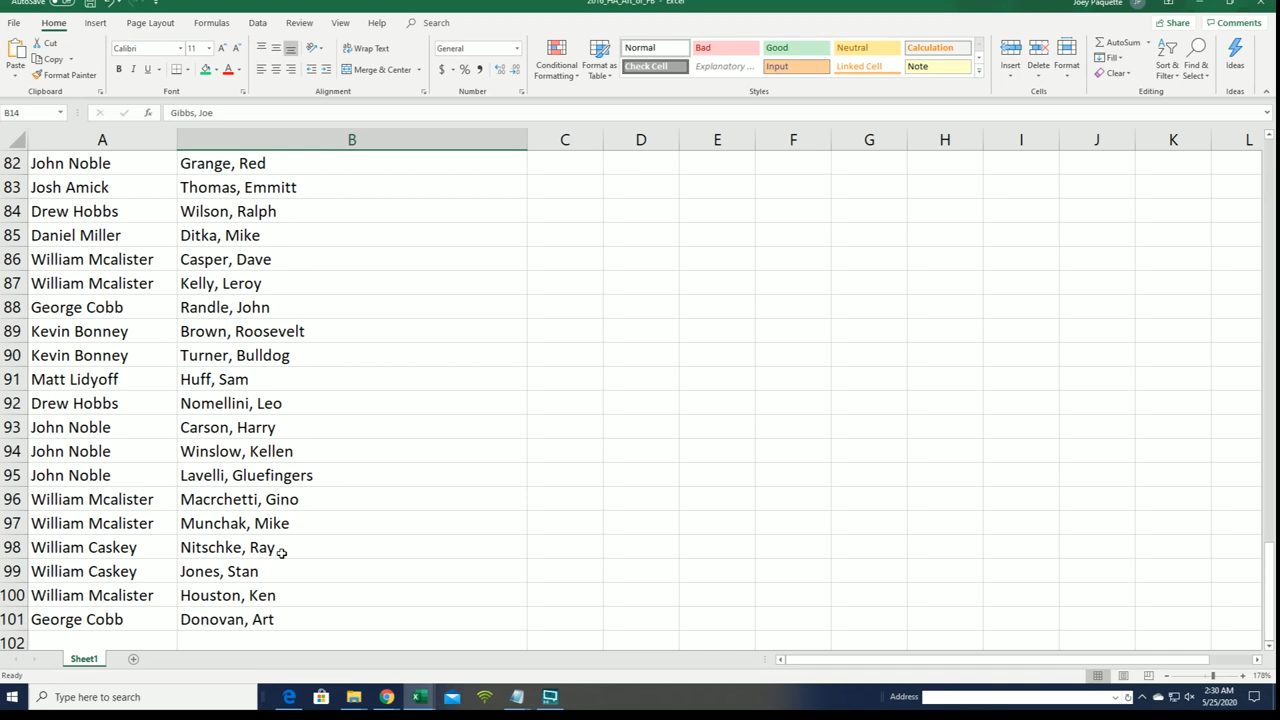 AutoSave 2016_HA_Art_of_FB - Excel Joey Paquette JP
File Home Insert Page Layout Formulas Data Review View Help Search Share Comments
Paste Cut Copy Format Painter Clipboard
Calibri 11 A A B I U A Font
Wrap Text Merge & Center Alignment
General $ % , Number
Conditional Formatting Format as Table
Normal Bad Good Neutral Calculation
Check Cell Explanatory ... Input Linked Cell Note
Styles
Insert Delete Format Cells
AutoSum Fill Clear Sort & Filter Find & Select Editing
Ideas Ideas
B14 fx Gibbs, Joe
A B C D E F G H I J K L
82 John Noble Grange, Red
83 Josh Amick Thomas, Emmitt
84 Drew Hobbs Wilson, Ralph
85 Daniel Miller Ditka, Mike
86 William Mcalister Casper, Dave
87 William Mcalister Kelly, Leroy
88 George Cobb Randle, John
89 Kevin Bonney Brown, Roosevelt
90 Kevin Bonney Turner, Bulldog
91 Matt Lidyoff Huff, Sam
92 Drew Hobbs Nomellini, Leo
93 John Noble Carson, Harry
94 John Noble Winslow, Kellen
95 John Noble Lavelli, Gluefingers
96 William Mcalister Macrchetti, Gino
97 William Mcalister Munchak, Mike
98 William Caskey Nitschke, Ray
99 William Caskey Jones, Stan
100 William Mcalister Houston, Ken
101 George Cobb Donovan, Art
102
Sheet1
Ready 178%
Type here to search Address 2:30 AM
5/25/2020